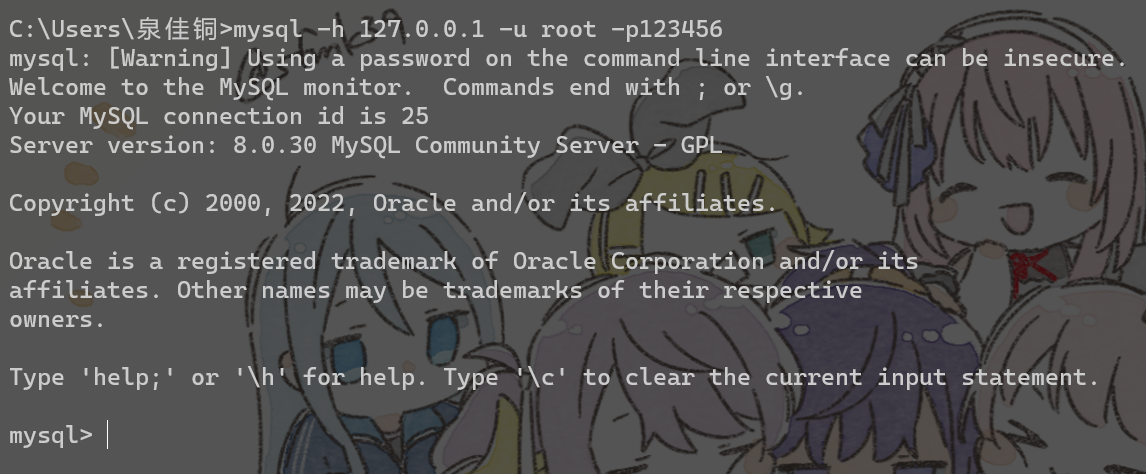 C:\Users\泉佳铜>mysql -h 127.0.0.1 -u root -p123456
mysql: [Warning] Using a password on the command line interface can be insecure.
Welcome to the MySQL monitor.  Commands end with ; or \g.
Your MySQL connection id is 25
Server version: 8.0.30 MySQL Community Server - GPL

Copyright (c) 2000, 2022, Oracle and/or its affiliates.

Oracle is a registered trademark of Oracle Corporation and/or its
affiliates. Other names may be trademarks of their respective
owners.

Type 'help;' or '\h' for help. Type '\c' to clear the current input statement.

mysql>